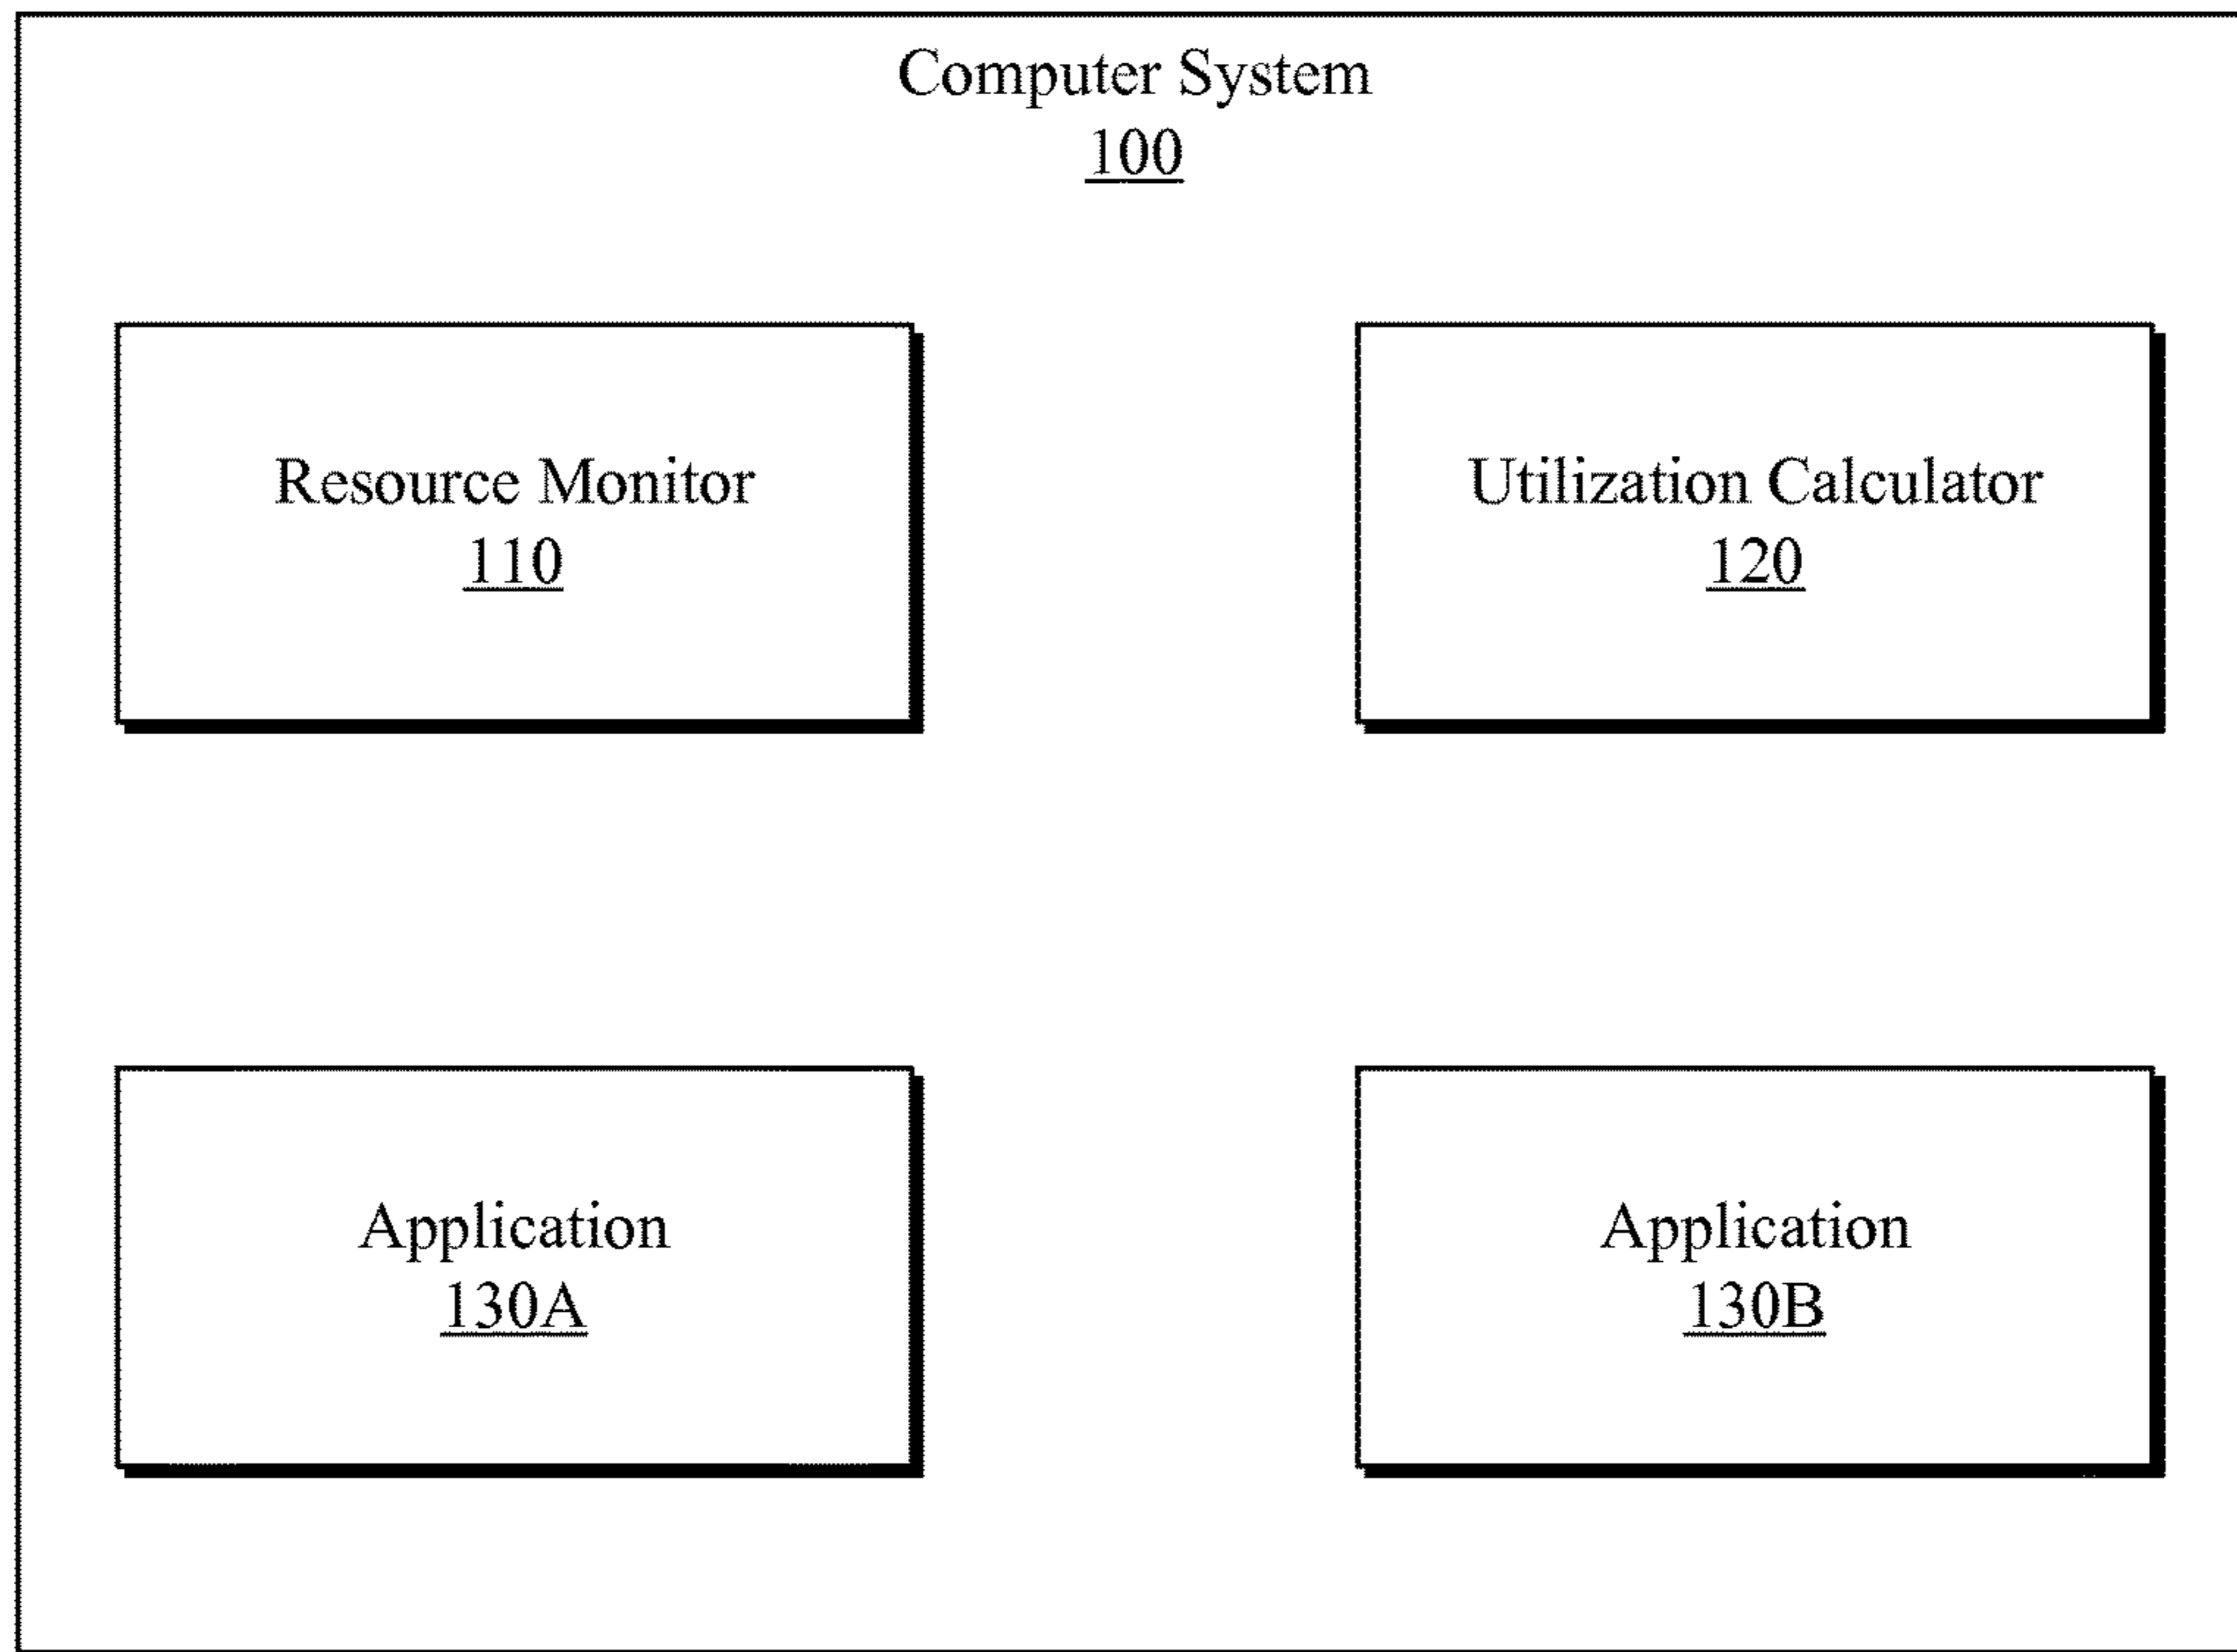 Computer System
100
Resource Monitor
110
Utilization Calculator
120
Application
130A
Application
130B